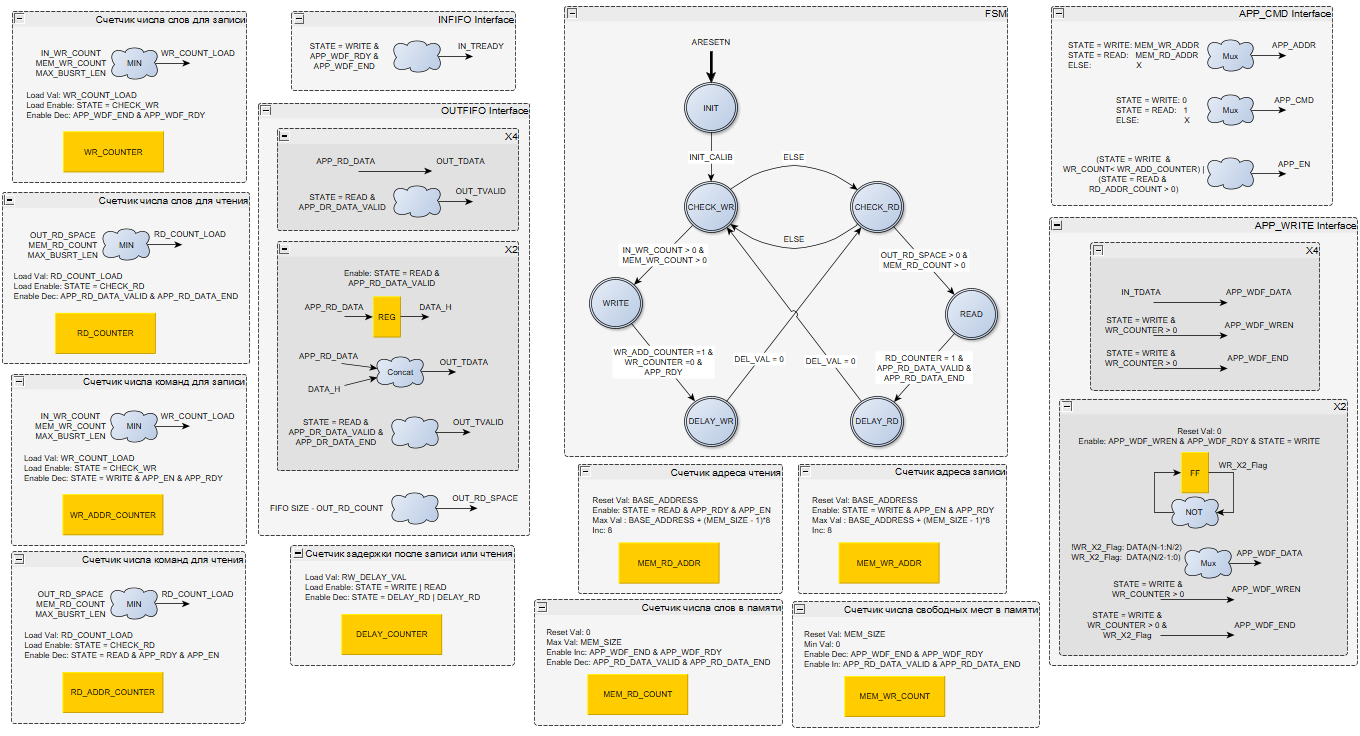 Счетчик числа слов для записи
IN_WR_COUNT
MEM_WR_COUNT
MAX_BUSRT_LEN
MIN
WR_COUNT_LOAD
Load Val: WR_COUNT_LOAD
Load Enable: STATE = CHECK_WR
Enable Dec: APP_WDF_END & APP_WDF_RDY
WR_COUNTER
Счетчик числа слов для чтения
OUT_RD_SPACE
MEM_RD_COUNT
MAX_BUSRT_LEN
MIN
RD_COUNT_LOAD
Load Val: RD_COUNT_LOAD
Load Enable: STATE = CHECK_RD
Enable Dec: APP_RD_DATA_VALID & APP_RD_DATA_END
RD_COUNTER
Счетчик числа команд для записи
IN_WR_COUNT
MEM_WR_COUNT
MAX_BUSRT_LEN
MIN
WR_COUNT_LOAD
Load Val: WR_COUNT_LOAD
Load Enable: STATE = CHECK_WR
Enable Dec: STATE = WRITE & APP_EN & APP_RDY
WR_ADDR_COUNTER
Счетчик числа команд для чтения
OUT_RD_SPACE
MEM_RD_COUNT
MAX_BUSRT_LEN
MIN
RD_COUNT_LOAD
Load Val: RD_COUNT_LOAD
Load Enable: STATE = CHECK_RD
Enable Dec: STATE = READ & APP_RDY & APP_EN
RD_ADDR_COUNTER
INFIFO Interface
STATE = WRITE &
APP_WDF_RDY &
APP_WDF_END
IN_TREADY
OUTFIFO Interface
X4
APP_RD_DATA
OUT_TDATA
STATE = READ &
APP_DR_DATA_VALID
OUT_TVALID
X2
Enable: STATE = READ &
APP_RD_DATA_VALID
APP_RD_DATA
REG
DATA_H
APP_RD_DATA
DATA_H
Concat
OUT_TDATA
STATE = READ &
APP_DR_DATA_VALID &
APP_DR_DATA_END
OUT_TVALID
FIFO SIZE - OUT_RD_COUNT
OUT_RD_SPACE
Счетчик задержки после записи или чтения
Load Val: RW_DELAY_VAL
Load Enable: STATE = WRITE | READ
Enable Dec: STATE = DELAY_RD | DELAY_RD
DELAY_COUNTER
FSM
ARESETN
INIT
INIT_CALIB
ELSE
CHECK_WR
CHECK_RD
ELSE
IN_WR_COUNT > 0 &
MEM_WR_COUNT > 0
OUT_RD_SPACE > 0 &
MEM_RD_COUNT > 0
WRITE
READ
WR_ADD_COUNTER =1 &
WR_COUNTER =0 &
APP_RDY
DEL_VAL = 0
DEL_VAL = 0
RD_COUNTER = 1 &
APP_RD_DATA_VALID &
APP_RD_DATA_END
DELAY_WR
DELAY_RD
Счетчик адреса чтения
Reset Val: BASE_ADDRESS
Enable: STATE = READ & APP_RDY & APP_EN
Max Val : BASE_ADDRESS + (MEM_SIZE - 1)*8
Inc: 8
MEM_RD_ADDR
Счетчик адреса записи
Reset Val: BASE_ADDRESS
Enable: STATE = WRITE & APP_EN & APP_RDY
Max Val : BASE_ADDRESS + (MEM_SIZE - 1)*8
Inc: 8
MEM_WR_ADDR
Счетчик числа слов в памяти
Reset Val: 0
Max Val: MEM_SIZE
Enable Inc: APP_WDF_END & APP_WDF_RDY
Enable Dec: APP_RD_DATA_VALID & APP_RD_DATA_END
MEM_RD_COUNT
Счетчик числа свободных мест в памяти
Reset Val: MEM_SIZE
Min Val: 0
Enable Dec: APP_WDF_END & APP_WDF_RDY
Enable In: APP_RD_DATA_VALID & APP_RD_DATA_END
MEM_WR_COUNT
APP_CMD Interface
STATE = WRITE: MEM_WR_ADDR
STATE = READ: MEM_RD_ADDR
ELSE: X
Mux
APP_ADDR
STATE = WRITE: 0
STATE = READ: 1
ELSE: X
Mux
APP_CMD
(STATE = WRITE &
WR_COUNT< WR_ADD_COUNTER) |
(STATE = READ &
RD_ADDR_COUNT > 0)
APP_EN
APP_WRITE Interface
X4
IN_TDATA
APP_WDF_DATA
STATE = WRITE &
WR_COUNTER > 0
APP_WDF_WREN
STATE = WRITE &
WR_COUNTER > 0
APP_WDF_END
X2
Reset Val: 0
Enable: APP_WDF_WREN & APP_WDF_RDY & STATE = WRITE
FF
WR_X2_Flag
NOT
!WR_X2_Flag: DATA(N-1:N/2)
WR_X2_Flag: DATA(N/2-1:0)
Mux
APP_WDF_DATA
STATE = WRITE &
WR_COUNTER > 0
APP_WDF_WREN
STATE = WRITE &
WR_COUNTER > 0 &
WR_X2_Flag
APP_WDF_END